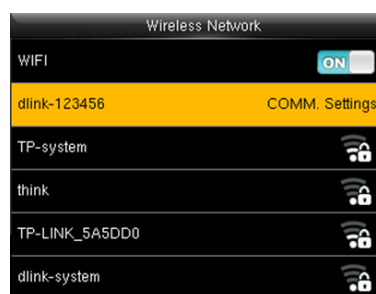 Wireless Network
WIFI ON
dlink-123456 COMM. Settings
TP-system
think
TP-LINK_5A5DD0
dlink-system